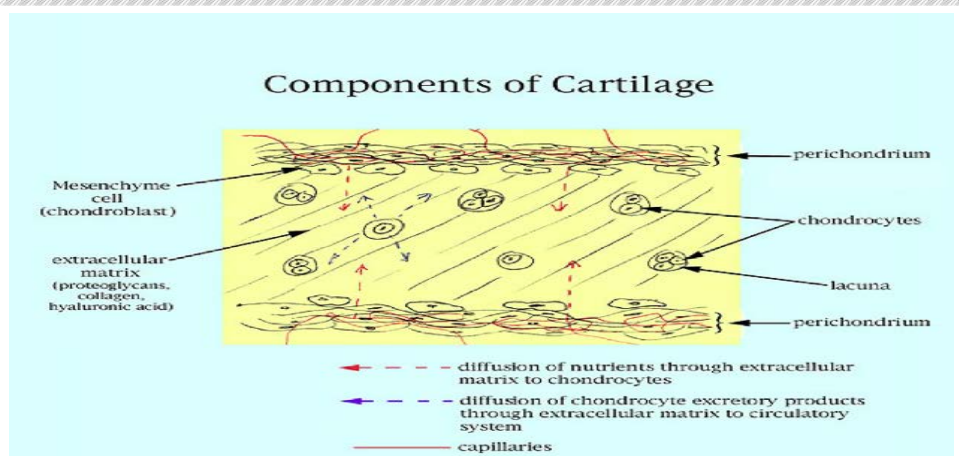 Components of Cartilage
perichondrium
Mesenchyme
cell
(chondroblast)
chondrocytes
extracellular
matrix
(proteoglycans,
collagen,
hyaluronic acid)
lacuna
perichondrium
diffusion of nutrients through extracellular
matrix to chondrocytes
diffusion of chondrocyte excretory products
through extracellular matrix to circulatory
system
capillaries